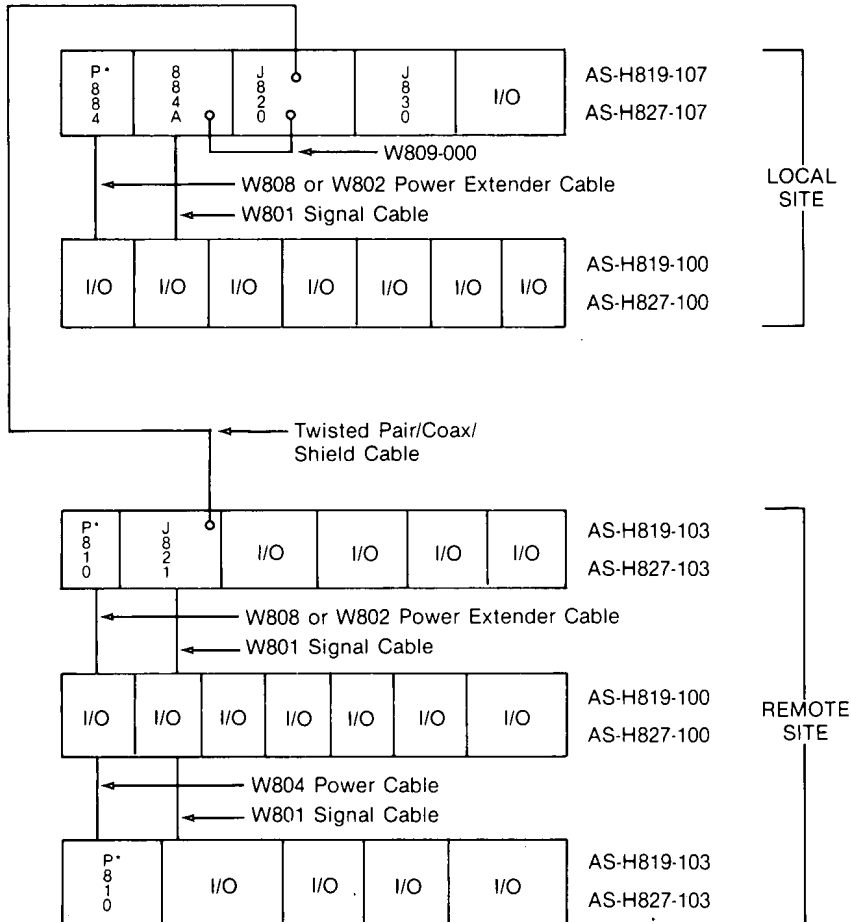 P*884
884A
J820
J830
I/O
AS-H819-107
AS-H827-107
W809-000
W808 or W802 Power Extender Cable
W801 Signal Cable
LOCAL
SITE
I/O
I/O
I/O
I/O
I/O
I/O
I/O
AS-H819-100
AS-H827-100
Twisted Pair/Coax/
Shield Cable
P*810
J821
I/O
I/O
I/O
I/O
AS-H819-103
AS-H827-103
W808 or W802 Power Extender Cable
W801 Signal Cable
I/O
I/O
I/O
I/O
I/O
I/O
I/O
AS-H819-100
AS-H827-100
REMOTE
SITE
W804 Power Cable
W801 Signal Cable
P*810
I/O
I/O
I/O
I/O
AS-H819-103
AS-H827-103